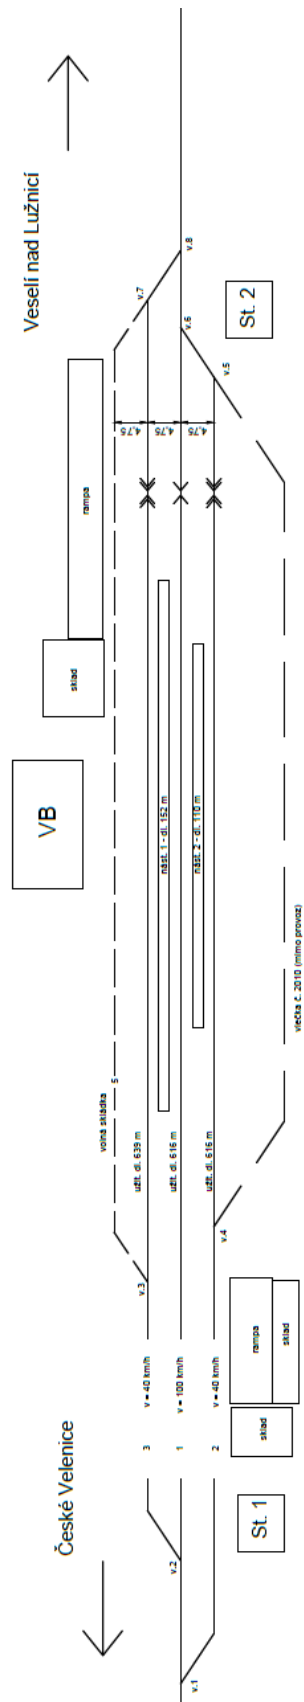 České Velenice
Veselí nad Lužnicí
rampa
sklad
VB
v.7
v.8
v.6
v.5
St. 2
4,75
4,75
4,75
volná skládka
5
v.3
užit. dl. 639 m
nást. 1 - dl. 152 m
užit. dl. 616 m
nást. 2 - dl. 110 m
užit. dl. 616 m
v.4
vlečka č. 2010 (mimo provoz)
3 v = 40 km/h
1 v = 100 km/h
2 v = 40 km/h
v.2
v.1
St. 1
sklad
rampa
sklad